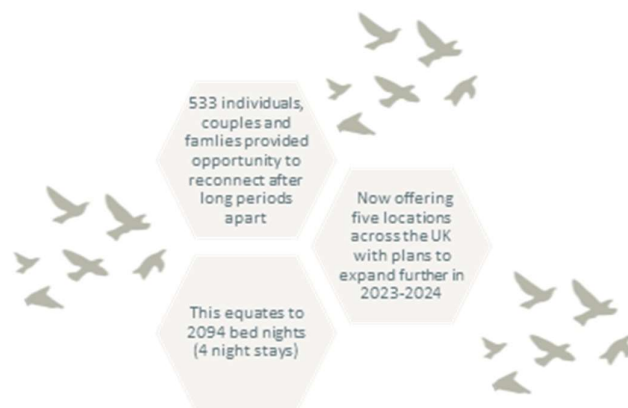 533 individuals,
couples and
famlies provided
opportunity to
reconnect after
long periods
apart
Now offering
five locations
across the UK
with plans to
expand further in
2023-2024
This equates to
2094 bed nights
(4 night stays)